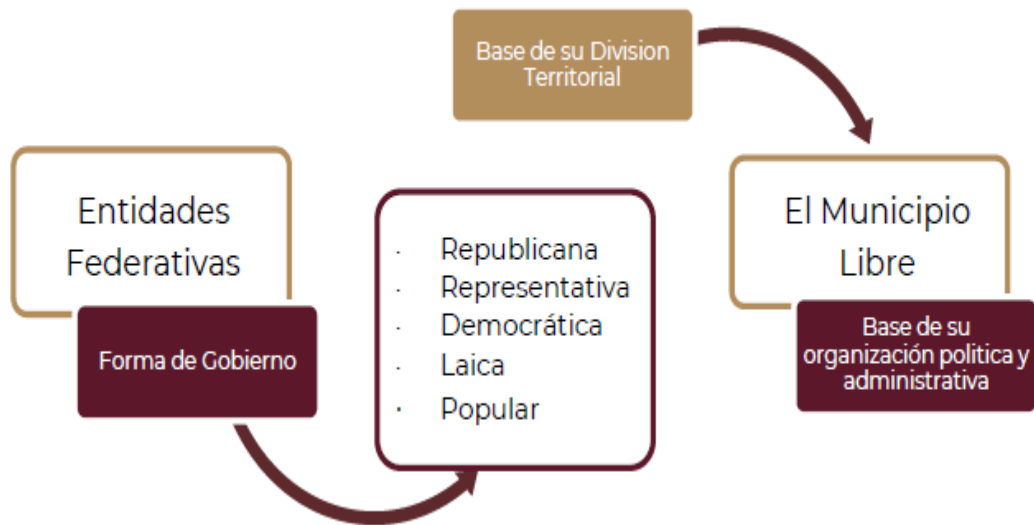 Base de su Division
Territorial
Entidades
Federativas
Forma de Gobierno
· Republicana
· Representativa
· Democrática
· Laica
· Popular
El Municipio
Libre
Base de su
organización politica y
administrativa